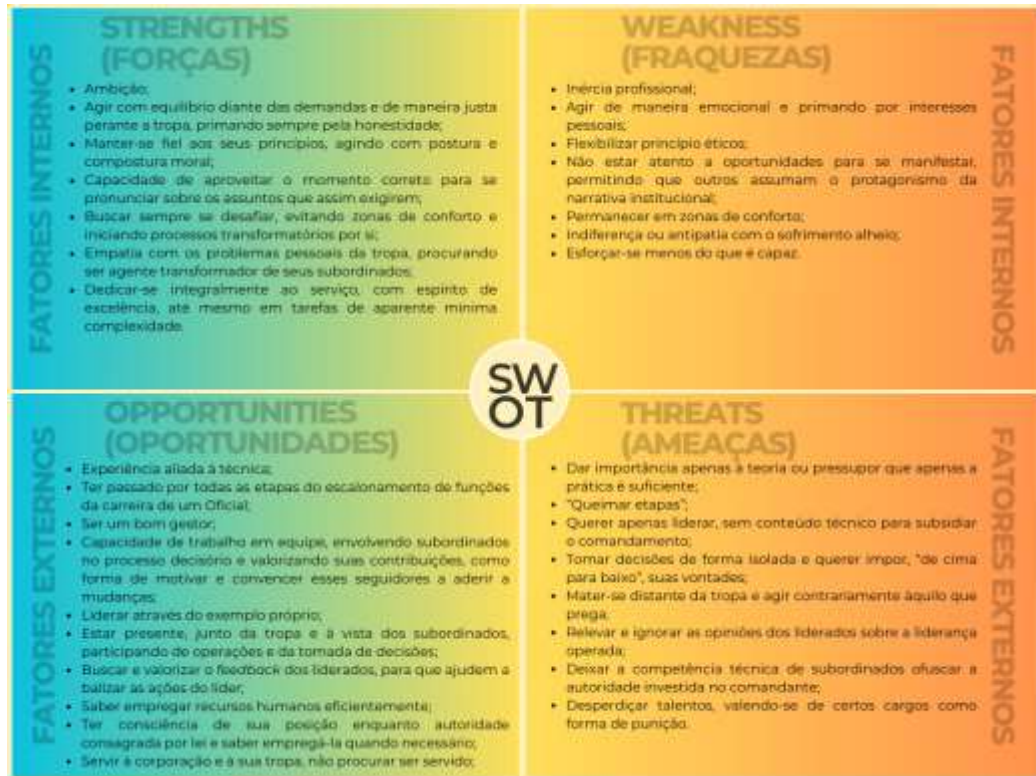 STRENGTHS
(FORÇAS)
FATORES INTERNOS
• Ambição;
• Agir com equilíbrio diante das demandas e de maneira justa
perante a tropa, primando sempre pela honestidade;
• Manter-se fiel aos seus princípios, agindo com postura e
compostura moral;
• Capacidade de aproveitar o momento correto para se
pronunciar sobre os assuntos que assim exigirem;
• Buscar sempre se desafiar, evitando zonas de conforto e
iniciando processos transformatórios por si;
• Empatia com os problemas pessoais da tropa, procurando
ser agente transformador de seus subordinados;
• Dedicar-se integralmente ao serviço, com espírito de
excelência, até mesmo em tarefas de aparente mínima
complexidade.
WEAKNESS
(FRAQUEZAS)
FATORES INTERNOS
• Inércia profissional;
• Agir de maneira emocional e primando por interesses
pessoais;
• Flexibilizar princípio éticos;
• Não estar atento a oportunidades para se manifestar,
permitindo que outros assumam o protagonismo da
narrativa institucional;
• Permanecer em zonas de conforto;
• Indiferença ou antipatia com o sofrimento alheio;
• Esforçar-se menos do que é capaz.
SW
OT
OPPORTUNITIES
(OPORTUNIDADES)
FATORES EXTERNOS
• Experiência aliada à técnica;
• Ter passado por todas as etapas do escalonamento de funções
da carreira de um Oficial;
• Ser um bom gestor;
• Capacidade de trabalho em equipe, envolvendo subordinados
no processo decisório e valorizando suas contribuições, como
forma de motivar e convencer esses seguidores a aderir a
mudanças;
• Liderar através do exemplo próprio;
• Estar presente, junto da tropa e à vista dos subordinados,
participando de operações e da tomada de decisões;
• Buscar e valorizar o feedback dos liderados, para que ajudem a
balizar as ações do líder;
• Saber empregar recursos humanos eficientemente;
• Ter consciência de sua posição enquanto autoridade
consagrada por lei e saber empregá-la quando necessário;
• Servir à corporação e à sua tropa, não procurar ser servido;
THREATS
(AMEAÇAS)
FATORES EXTERNOS
• Dar importância apenas à teoria ou pressupor que apenas a
prática é suficiente;
• "Queimar etapas";
• Querer apenas liderar, sem conteúdo técnico para subsidiar
o comandamento;
• Tomar decisões de forma isolada e querer impor, "de cima
para baixo", suas vontades;
• Mater-se distante da tropa e agir contrariamente àquilo que
prega;
• Relevar e ignorar as opiniões dos liderados sobre a liderança
operada;
• Deixar a competência técnica de subordinados ofuscar a
autoridade investida no comandante;
• Desperdiçar talentos, valendo-se de certos cargos como
forma de punição.